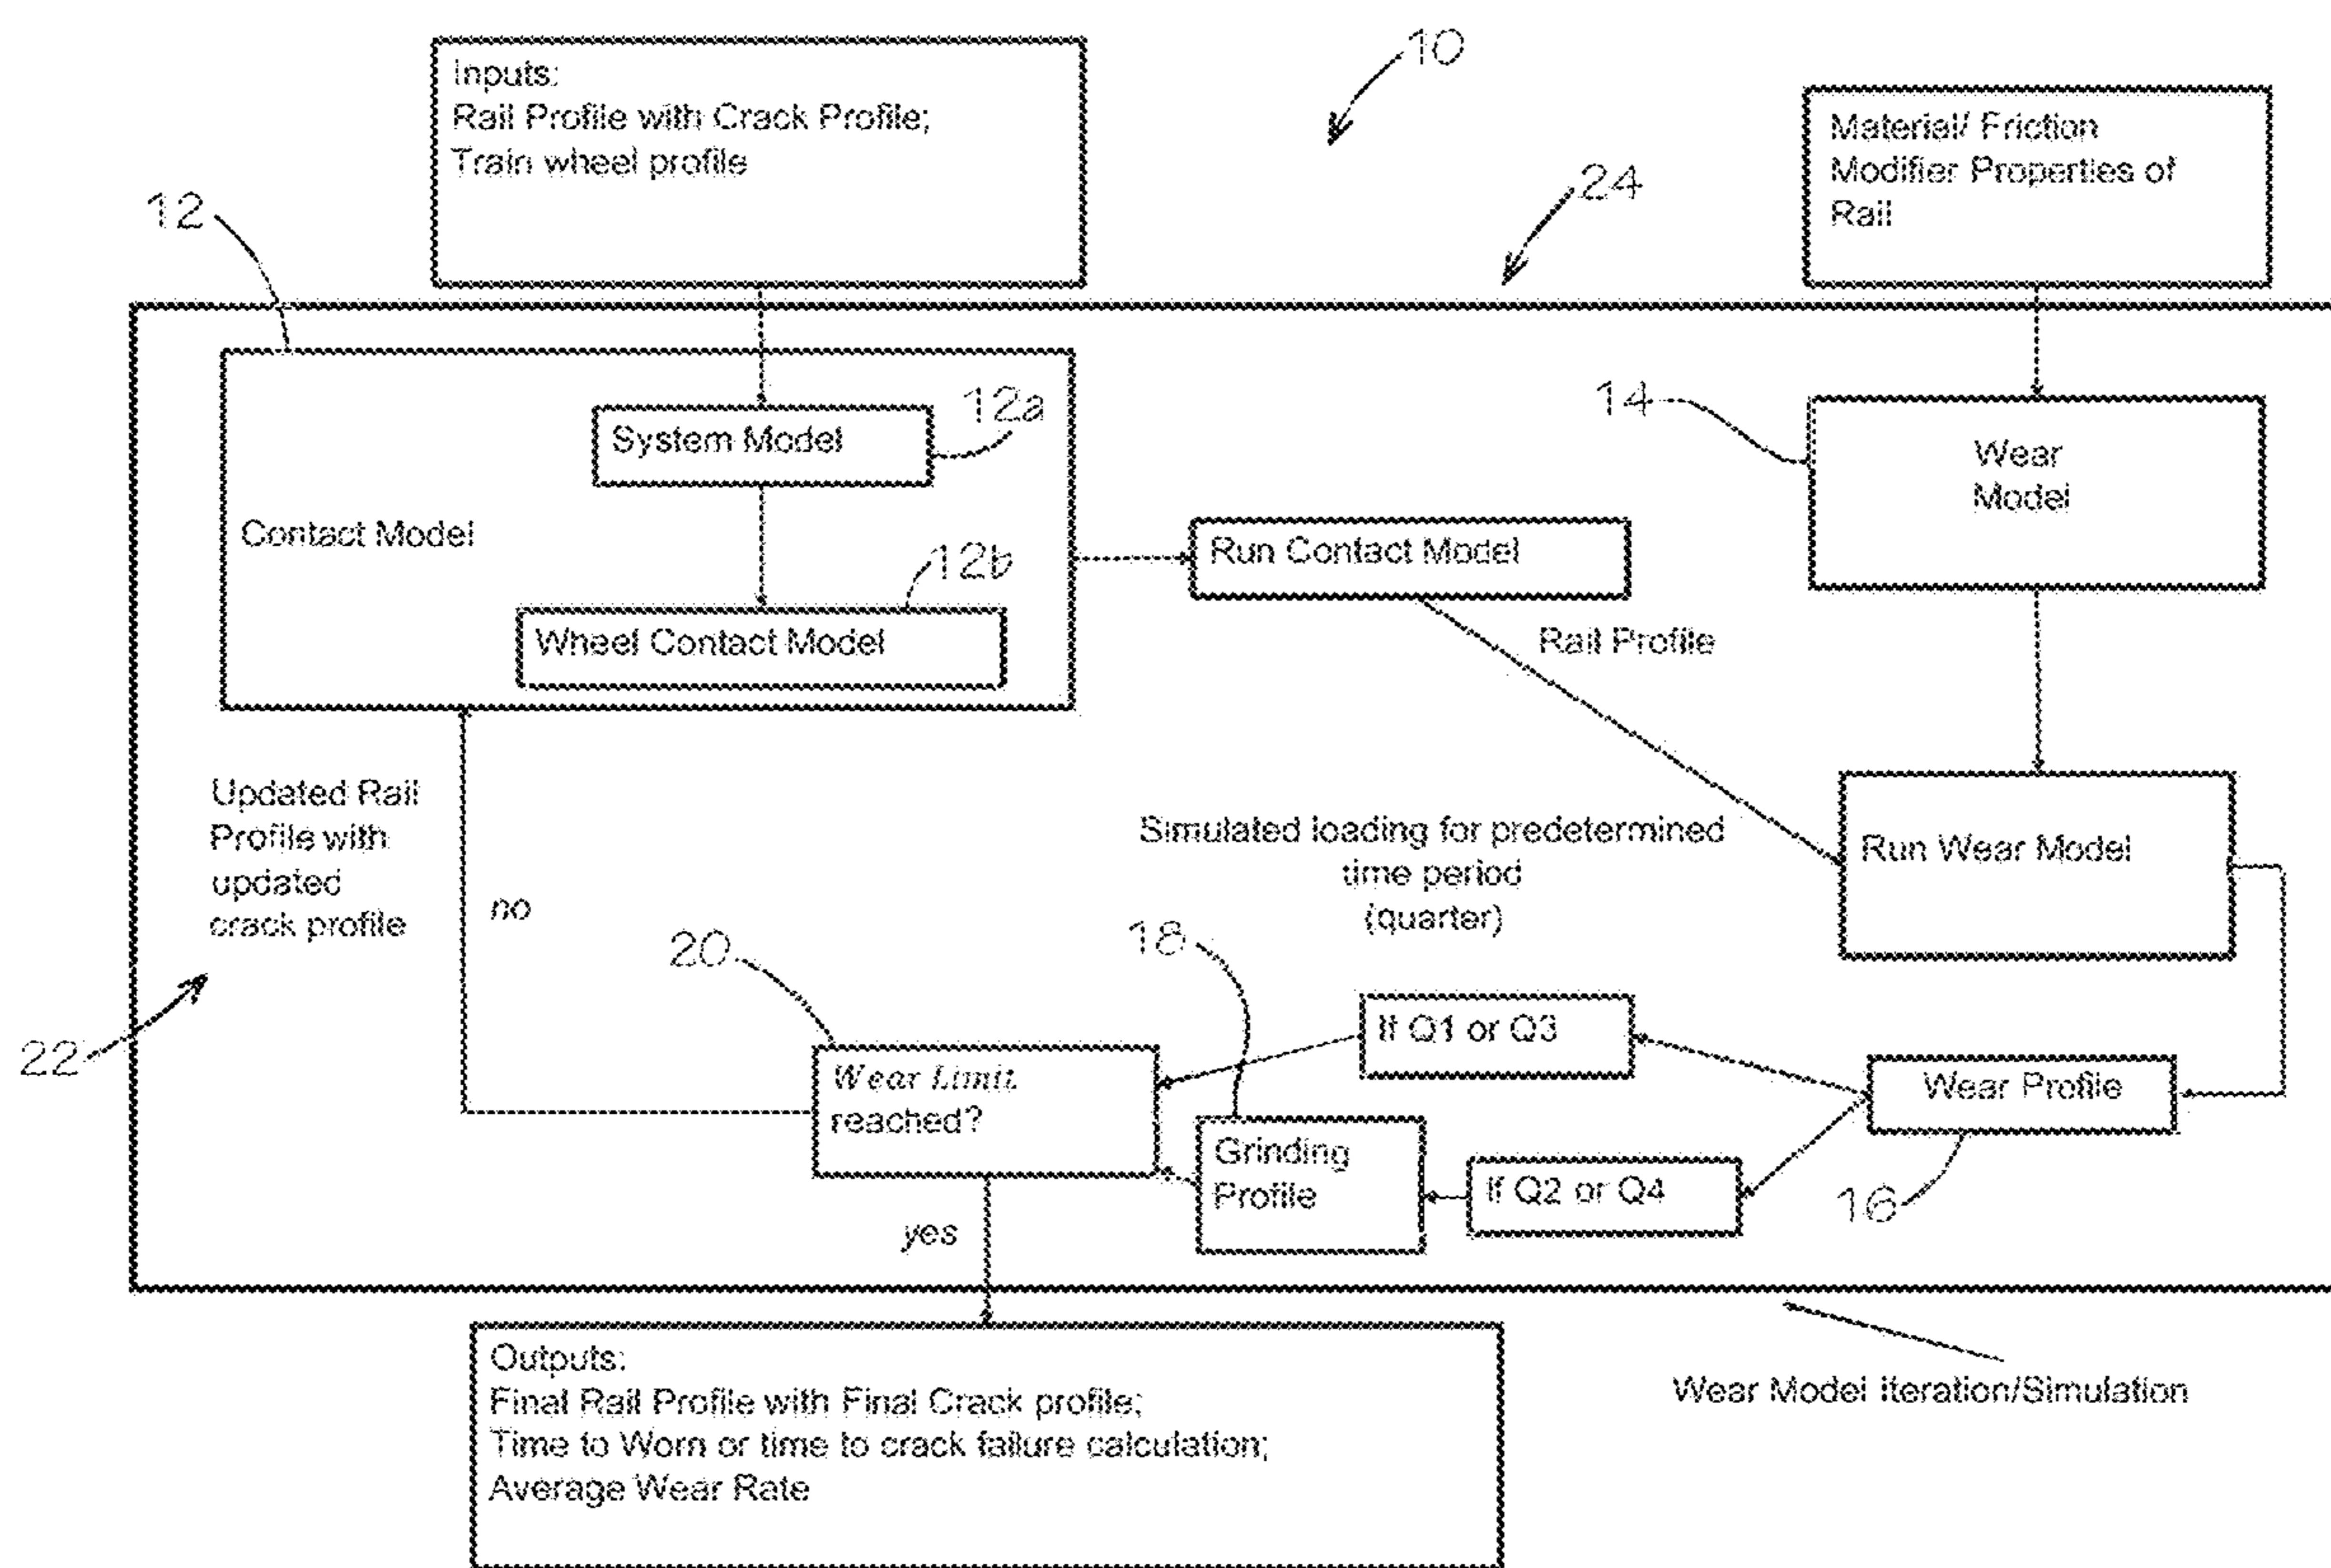 10
Inputs:
Rail Profile with Crack Profile;
Train wheel profile
Material/ Friction
Modifier Properties of
Rail
24
12
12a
System Model
14
Wear
Model
Contact Model
Run Contact Model
12b
Wheel Contact Model
Rail Profile
Updated Rail
Profile with
updated
crack profile
no
Simulated loading for predetermined
time period
(quarter)
Run Wear Model
18
20
22
If Q1 or Q3
Wear Limit
reached?
Wear Profile
Grinding
Profile
If Q2 or Q4
16
yes
Outputs:
Final Rail Profile with Final Crack profile;
Time to Worn or time to crack failure calculation;
Average Wear Rate
Wear Model Iteration/Simulation